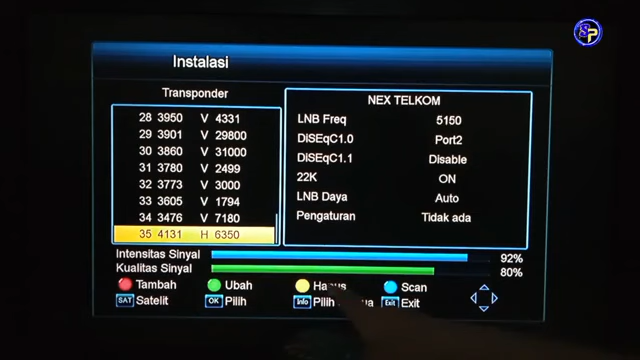 SP
Instalasi
Transponder
28 3950 V 4331
29 3901 V 29800
30 3860 V 31000
31 3780 V 2499
32 3773 V 3000
33 3605 V 1794
34 3476 V 7180
35 4131 H 6350
NEX TELKOM
LNB Freq 5150
DiSEqC1.0 Port2
DiSEqC1.1 Disable
22K ON
LNB Daya Auto
Pengaturan Tidak ada
Intensitas Sinyal 92%
Kualitas Sinyal 80%
Tambah Ubah Hapus Scan
SAT Satelit OK Pilih Info Pilih Exit Exit